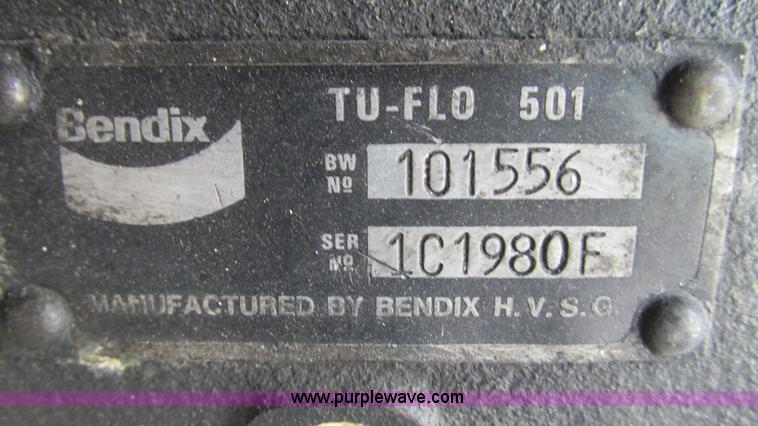 Bendix
TU-FLO 501
BW
Nº 101556
SER
Nº 1C1980F
MANUFACTURED BY BENDIX H.V.S.G.
www.purplewave.com